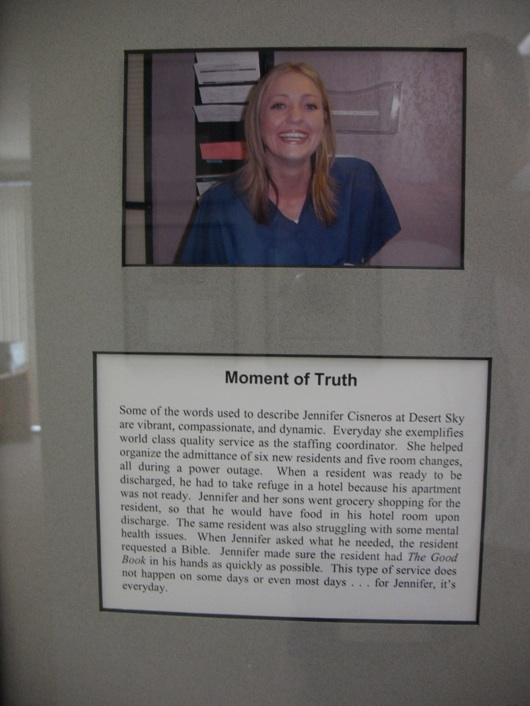 Moment of Truth
Some of the words used to describe Jennifer Cisneros at Desert Sky
are vibrant, compassionate, and dynamic. Everyday she exemplifies
world class quality service as the staffing coordinator. She helped
organize the admittance of six new residents and five room changes,
all during a power outage. When a resident was ready to be
discharged, he had to take refuge in a hotel because his apartment
was not ready. Jennifer and her sons went grocery shopping for the
resident, so that he would have food in his hotel room upon
discharge. The same resident was also struggling with some mental
health issues. When Jennifer asked what he needed, the resident
requested a Bible. Jennifer made sure the resident had The Good
Book in his hands as quickly as possible. This type of service does
not happen on some days or even most days . . . for Jennifer, it's
everyday.